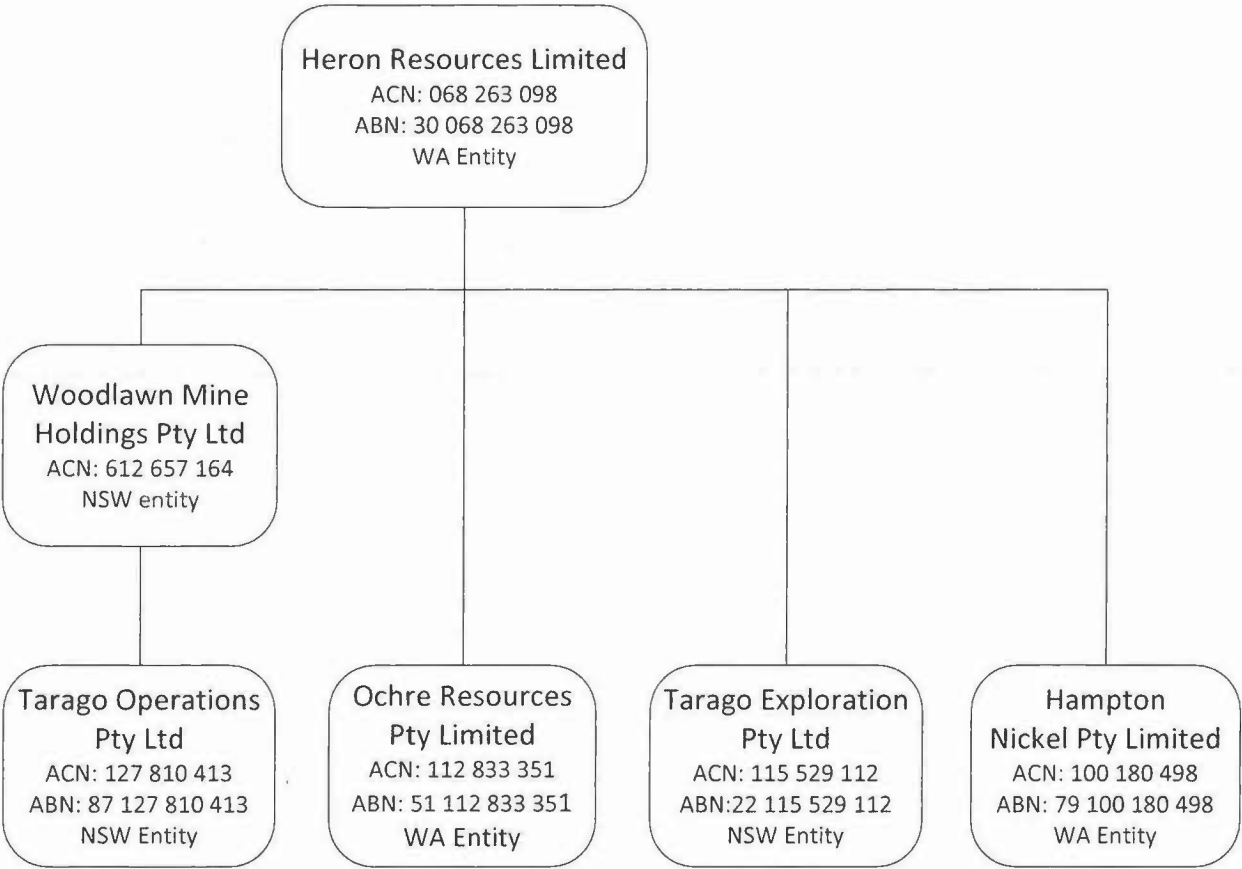 Heron Resources Limited
ACN: 068 263 098
ABN: 30 068 263 098
WA Entity
Woodlawn Mine
Holdings Pty Ltd
ACN: 612 657 164
NSW entity
Tarago Operations
Pty Ltd
ACN: 127 810 413
ABN: 87 127 810 413
NSW Entity
Ochre Resources
Pty Limited
ACN: 112 833 351
ABN: 51 112 833 351
WA Entity
Tarago Exploration
Pty Ltd
ACN: 115 529 112
ABN:22 115 529 112
NSW Entity
Hampton
Nickel Pty Limited
ACN: 100 180 498
ABN: 79 100 180 498
WA Entity